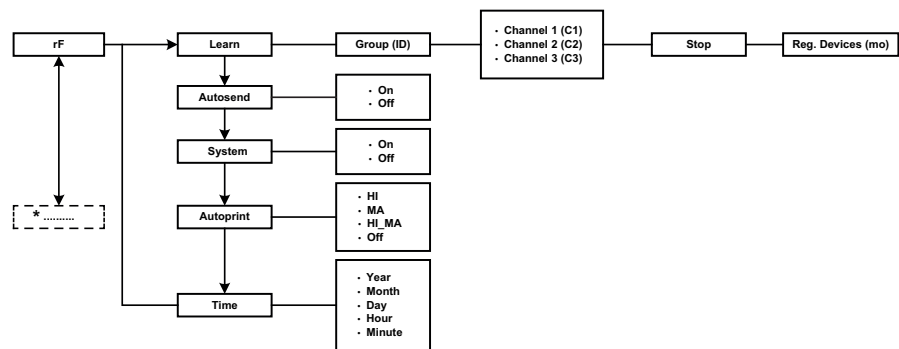 rF
Learn
Group (ID)
· Channel 1 (C1)
· Channel 2 (C2)
· Channel 3 (C3)
Stop
Reg. Devices (mo)
Autosend
· On
· Off
System
· On
· Off
* ..........
Autoprint
· HI
· MA
· HI_MA
· Off
Time
· Year
· Month
· Day
· Hour
· Minute